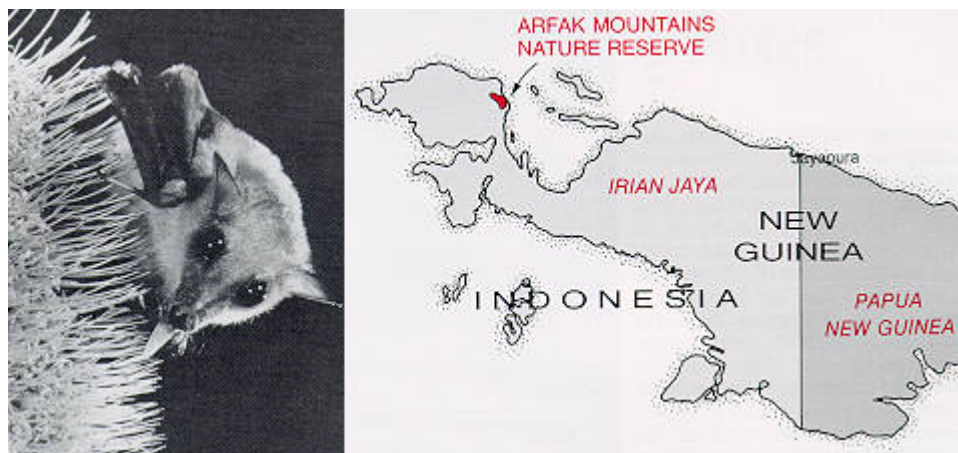 ARFAK MOUNTAINS
NATURE RESERVE
Jayapura
IRIAN JAYA
NEW
GUINEA
INDONESIA
PAPUA
NEW GUINEA